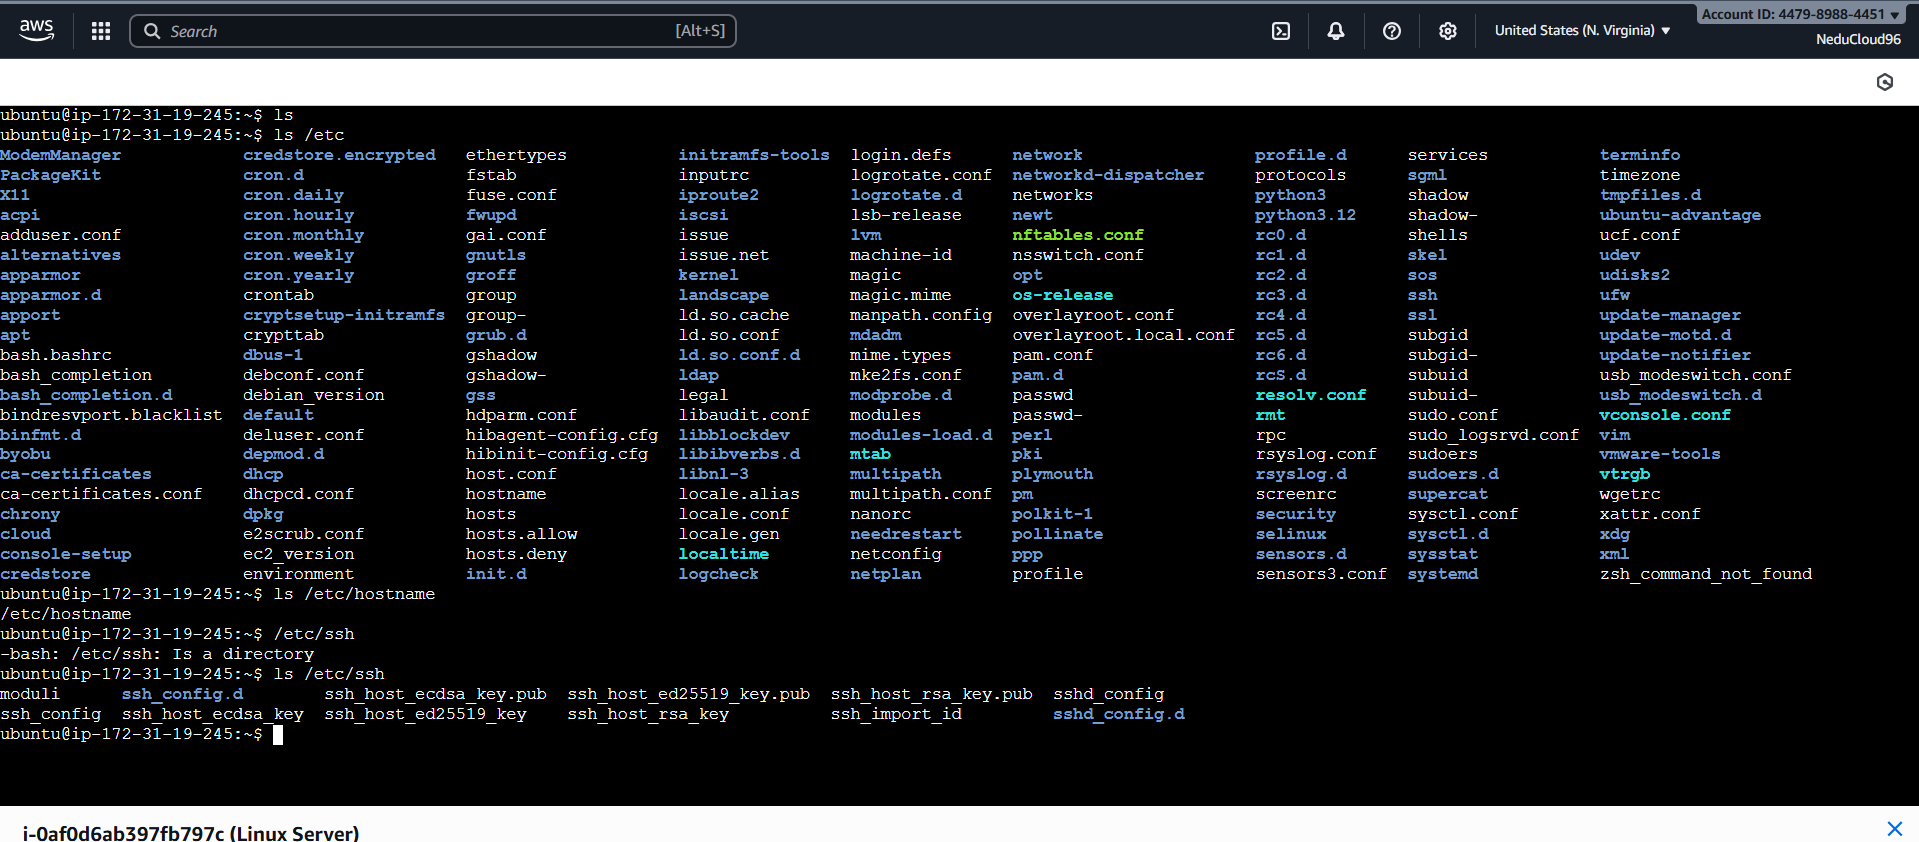 aws
Search [Alt+S]
United States (N. Virginia)
Account ID: 4479-8988-4451
NeduCloud96
ubuntu@ip-172-31-19-245:~$ ls
ubuntu@ip-172-31-19-245:~$ ls /etc
ModemManager credstore.encrypted ethertypes initramfs-tools login.defs network profile.d services terminfo
PackageKit cron.d fstab inputrc logrotate.conf networkd-dispatcher protocols sgml timezone
X11 cron.daily fuse.conf iproute2 logrotate.d networks python3 shadow tmpfiles.d
acpi cron.hourly fwupd iscsi lsb-release newt python3.12 shadow- ubuntu-advantage
adduser.conf cron.monthly gai.conf issue lvm nftables.conf rc0.d shells ucf.conf
alternatives cron.weekly gnutls issue.net machine-id nsswitch.conf rc1.d skel udev
apparmor cron.yearly groff kernel magic opt rc2.d sos udisks2
apparmor.d crontab group landscape magic.mime os-release rc3.d ssh ufw
apport cryptsetup-initramfs group- ld.so.cache manpath.config overlayroot.conf rc4.d ssl update-manager
apt crypttab grub.d ld.so.conf mdadm overlayroot.local.conf rc5.d subgid update-motd.d
bash.bashrc dbus-1 gshadow ld.so.conf.d mime.types pam.conf rc6.d subgid- update-notifier
bash_completion debconf.conf gshadow- ldap mke2fs.conf pam.d rcS.d subuid usb_modeswitch.conf
bash_completion.d debian_version gss legal modprobe.d passwd resolv.conf subuid- usb_modeswitch.d
bindresvport.blacklist default hdparm.conf libaudit.conf modules passwd- rmt sudo.conf vconsole.conf
binfmt.d deluser.conf hibagent-config.cfg libblockdev modules-load.d perl rpc sudo_logsrvd.conf vim
byobu depmod.d hibinit-config.cfg libibverbs.d mtab pki rsyslog.conf sudoers vmware-tools
ca-certificates dhcp host.conf libnl-3 multipath plymouth rsyslog.d sudoers.d vtrgb
ca-certificates.conf dhcpcd.conf hostname locale.alias multipath.conf pm screenrc supercat wgetrc
chrony dpkg hosts locale.conf nanorc polkit-1 security sysctl.conf xattr.conf
cloud e2scrub.conf hosts.allow locale.gen needrestart pollinate selinux sysctl.d xdg
console-setup ec2_version hosts.deny localtime netconfig ppp sensors.d sysstat xml
credstore environment init.d logcheck netplan profile sensors3.conf systemd zsh_command_not_found
ubuntu@ip-172-31-19-245:~$ ls /etc/hostname
/etc/hostname
ubuntu@ip-172-31-19-245:~$ /etc/ssh
-bash: /etc/ssh: Is a directory
ubuntu@ip-172-31-19-245:~$ ls /etc/ssh
moduli ssh_config.d ssh_host_ecdsa_key.pub ssh_host_ed25519_key.pub ssh_host_rsa_key.pub sshd_config
ssh_config ssh_host_ecdsa_key ssh_host_ed25519_key ssh_host_rsa_key ssh_import_id sshd_config.d
ubuntu@ip-172-31-19-245:~$
i-0af0d6ab397fb797c (Linux Server)